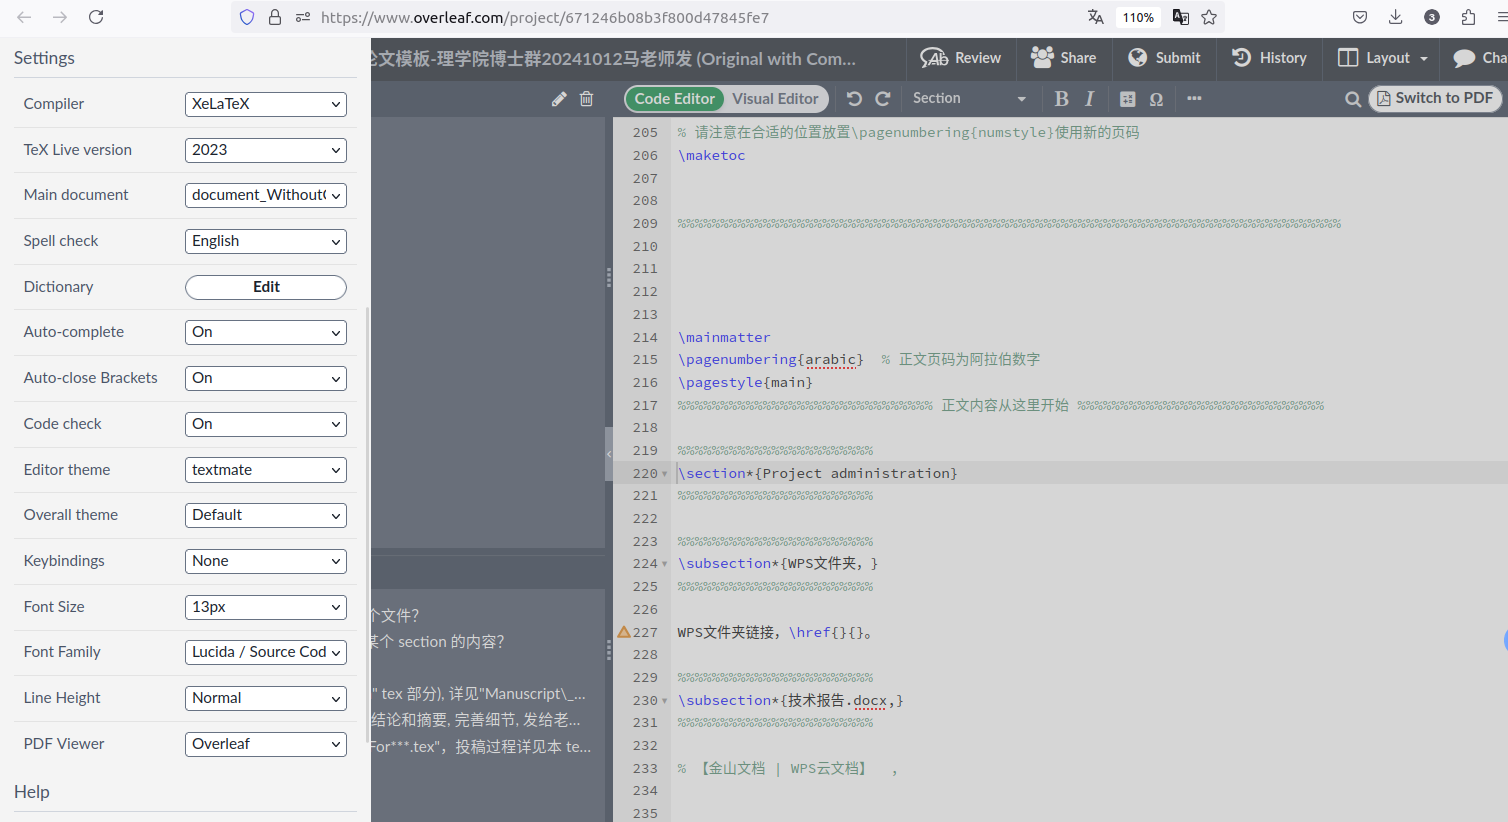 https://www.overleaf.com/project/671246b08b3f800d47845fe7
110%
3
Settings
Compiler XeLaTeX
TeX Live version 2023
Main document
Spell check English
Dictionary Edit
Auto-complete On
Auto-close Brackets On
Code check On
Editor theme textmate
Overall theme Default
Keybindings None
Font Size 13px
Font Family Lucida / Source Cod
Line Height Normal
PDF Viewer Overleaf
Help
论文模板-理学院博士群20241012马老师发 (Original with Com...
Review
Share
Submit
History
Layout
Cha
Code Editor
Visual Editor
Section
B
I
Ω
Switch to PDF
个文件?
某个 section 的内容?
" tex 部分), 详见"Manuscript\_...
结论和摘要, 完善细节, 发给老...
For***.tex"，投稿过程详见本 te...
205 % 请注意在合适的位置放置\pagenumbering{numstyle}使用新的页码
206 \maketoc
207
208
209 %%%%%%%%%%%%%%%%%%%%%%%%%%%%%%%%%%%%%%%%%%%%%%%%%%%%%%%%%%%%%%%%%%%%%%%%%%%%%%%%
210
211
212
213
214 \mainmatter
215 \pagenumbering{arabic} % 正文页码为阿拉伯数字
216 \pagestyle{main}
217 %%%%%%%%%%%%%%%%%%%%%%%%%%%%%% 正文内容从这里开始 %%%%%%%%%%%%%%%%%%%%%%%%%%%%%
218
219 %%%%%%%%%%%%%%%%%%%%%%%
220 \section*{Project administration}
221 %%%%%%%%%%%%%%%%%%%%%%%
222
223 %%%%%%%%%%%%%%%%%%%%%%%
224 \subsection*{WPS文件夹，}
225 %%%%%%%%%%%%%%%%%%%%%%%
226
227 WPS文件夹链接，\href{}{}。
228
229 %%%%%%%%%%%%%%%%%%%%%%%
230 \subsection*{技术报告.docx,}
231 %%%%%%%%%%%%%%%%%%%%%%%
232
233 % 【金山文档 | WPS云文档】 ，
234
235